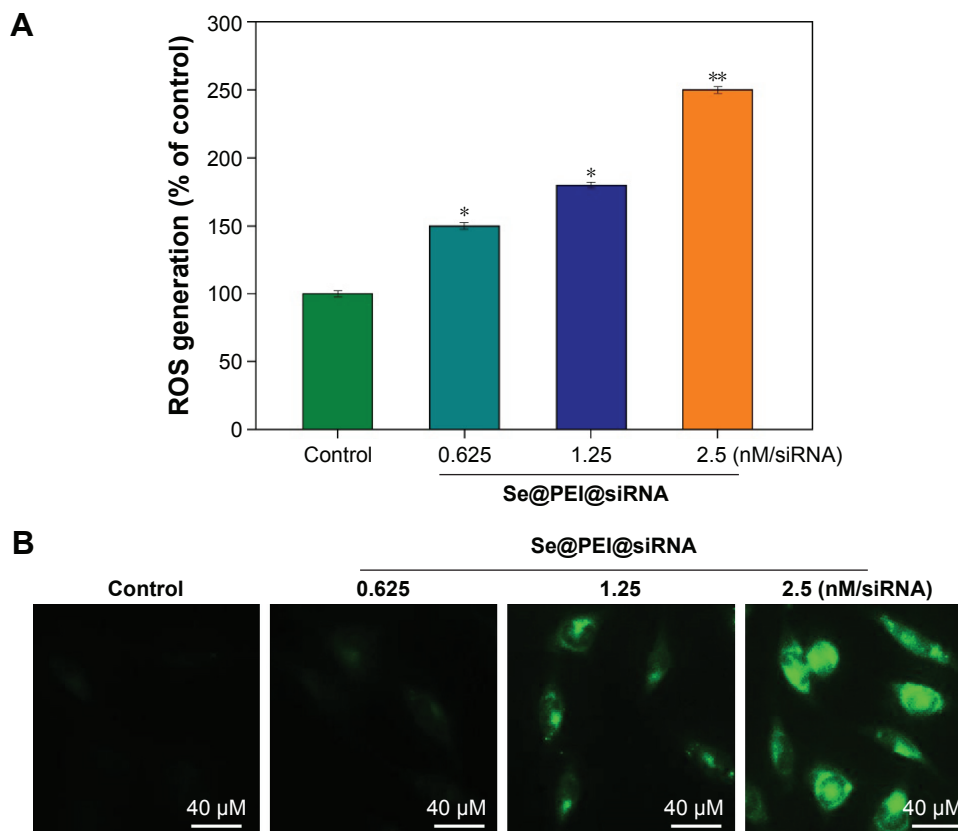 A
ROS generation (% of control)
300
250
200
150
100
50
0
*
*
**
Control 0.625 1.25 2.5 (nM/siRNA)
Se@PEI@siRNA
B
Se@PEI@siRNA
Control 0.625 1.25 2.5 (nM/siRNA)
40 µM 40 µM 40 µM 40 µM